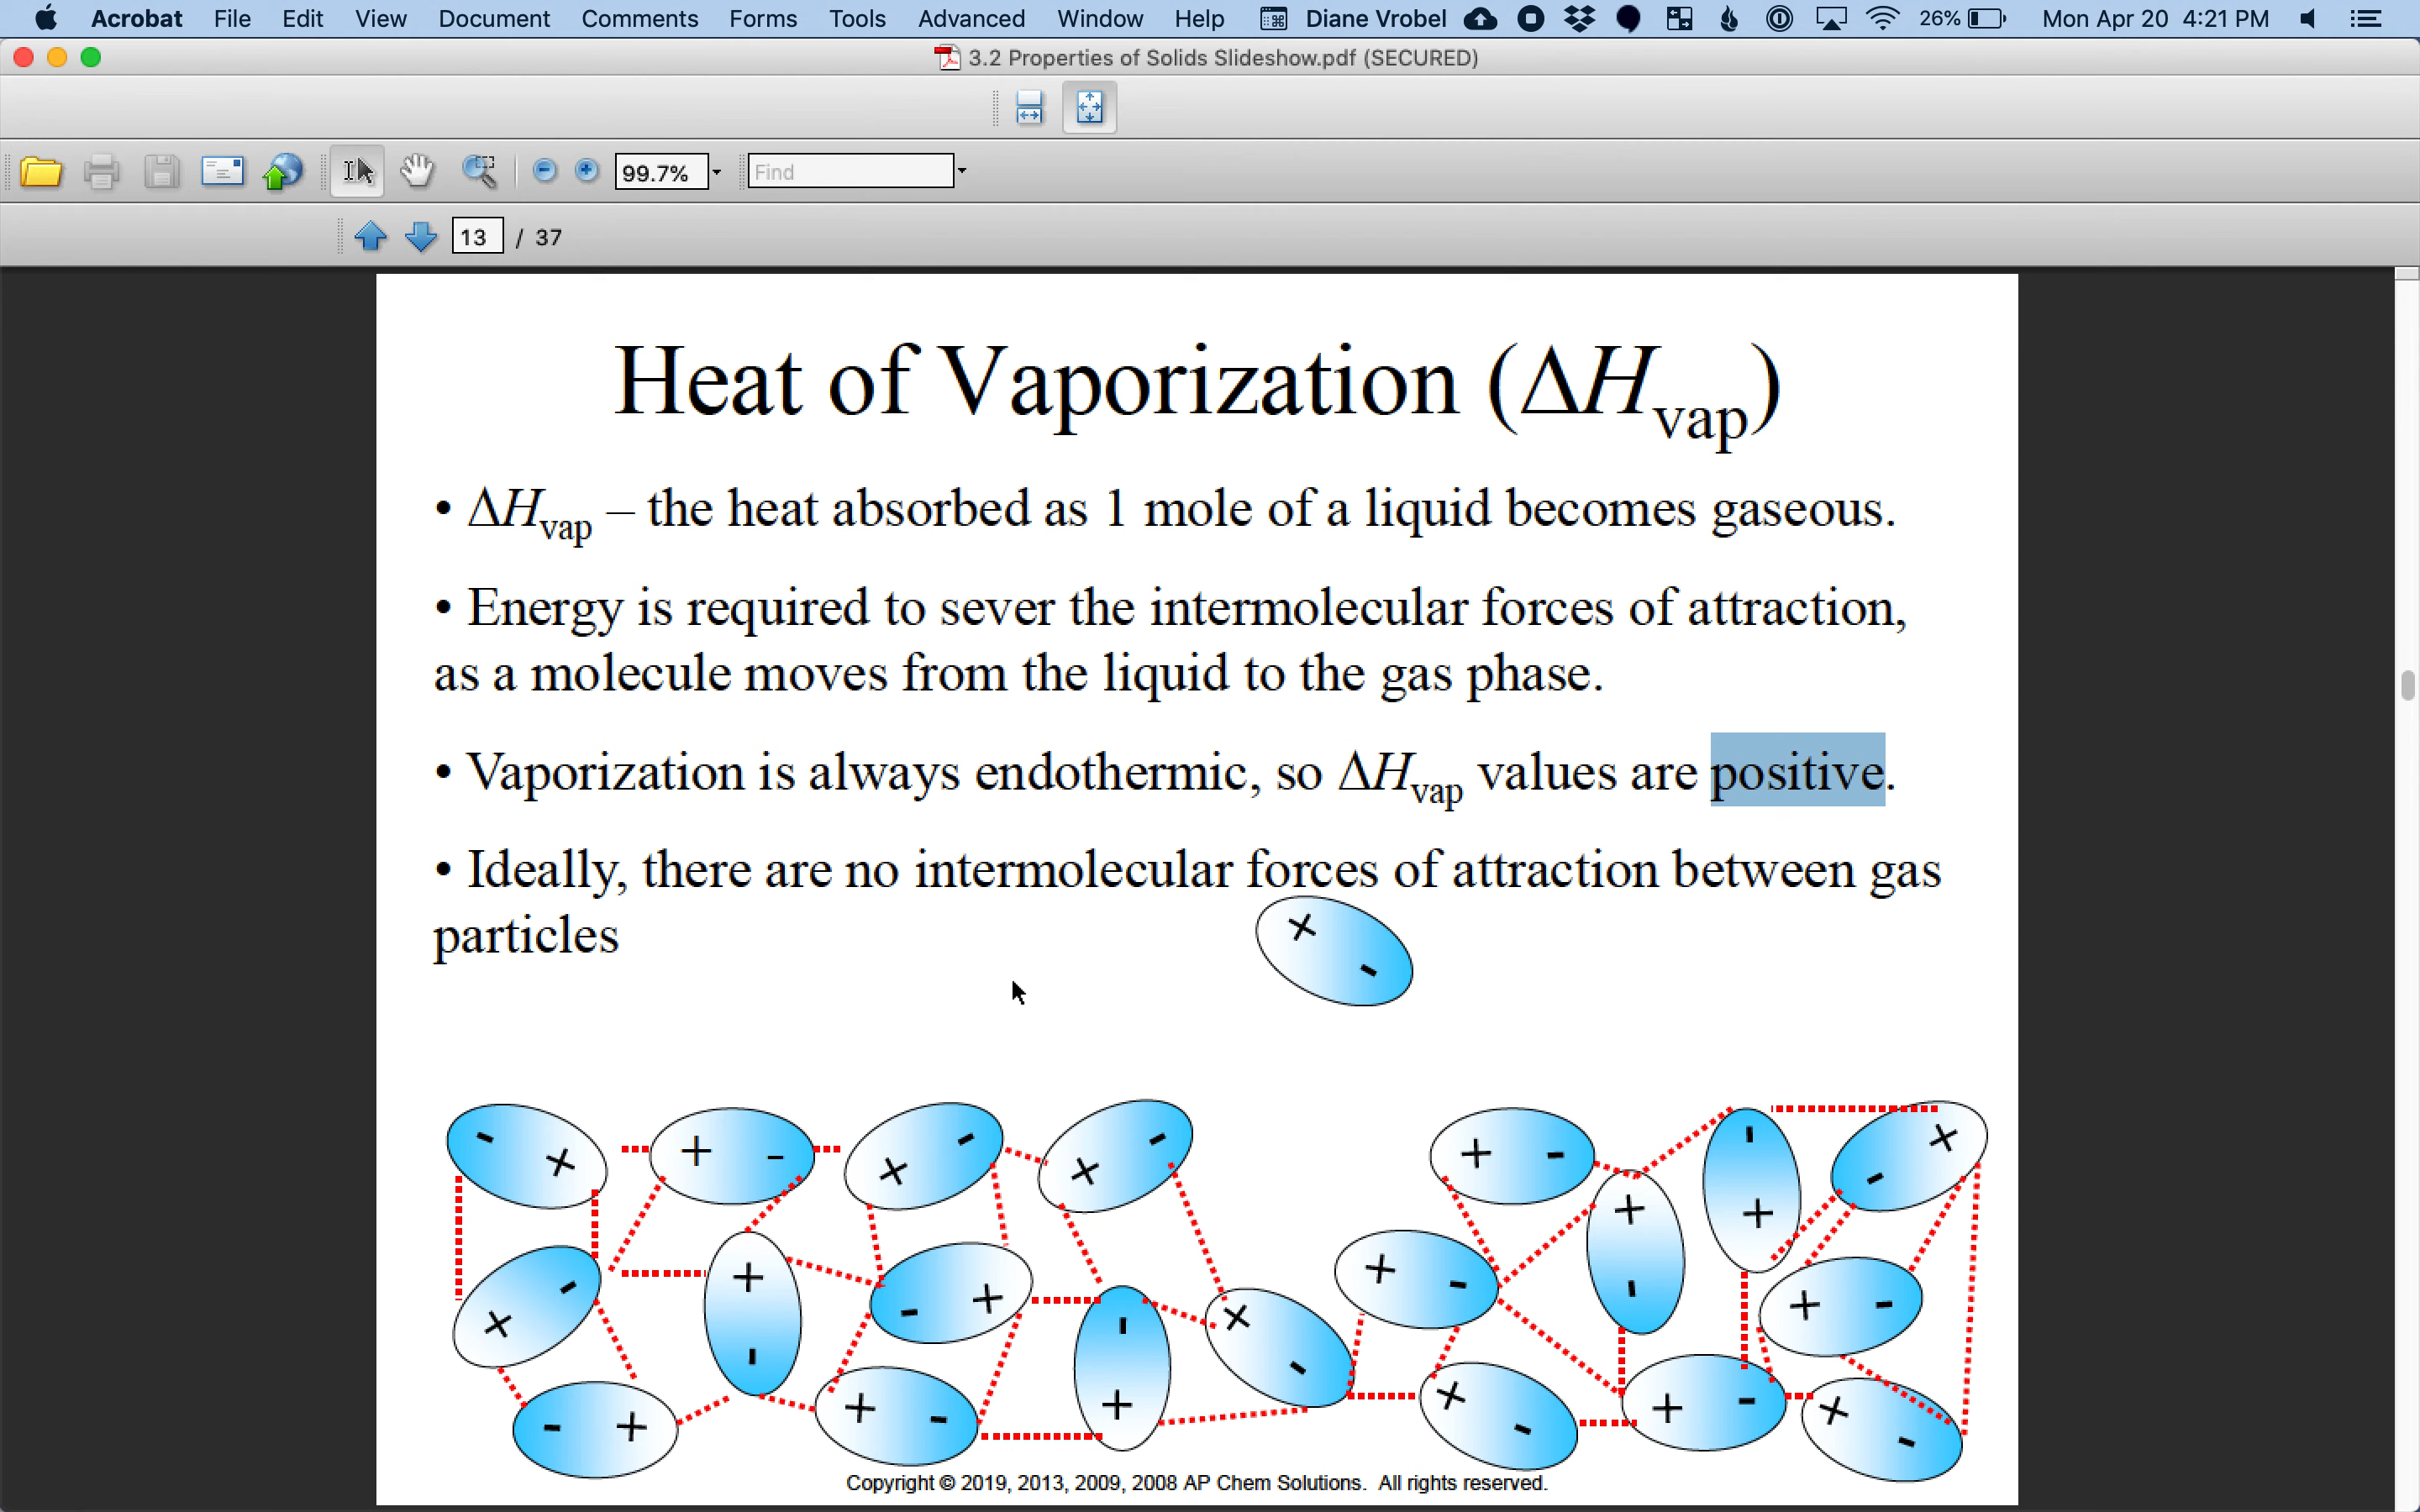 Acrobat File Edit View Document Comments Forms Tools Advanced Window Help Diane Vrobel 26% Mon Apr 20 4:21 PM
3.2 Properties of Solids Slideshow.pdf (SECURED)
99.7% Find
13 / 37
Heat of Vaporization (ΔHvap)
• ΔHvap – the heat absorbed as 1 mole of a liquid becomes gaseous.
• Energy is required to sever the intermolecular forces of attraction,
as a molecule moves from the liquid to the gas phase.
• Vaporization is always endothermic, so ΔHvap values are positive.
• Ideally, there are no intermolecular forces of attraction between gas
particles
+ -
- + + - + - + - + - - + - +
+ - + - - + - + + - + - + - + -
- + + - + - + - + -
Copyright © 2019, 2013, 2009, 2008 AP Chem Solutions. All rights reserved.